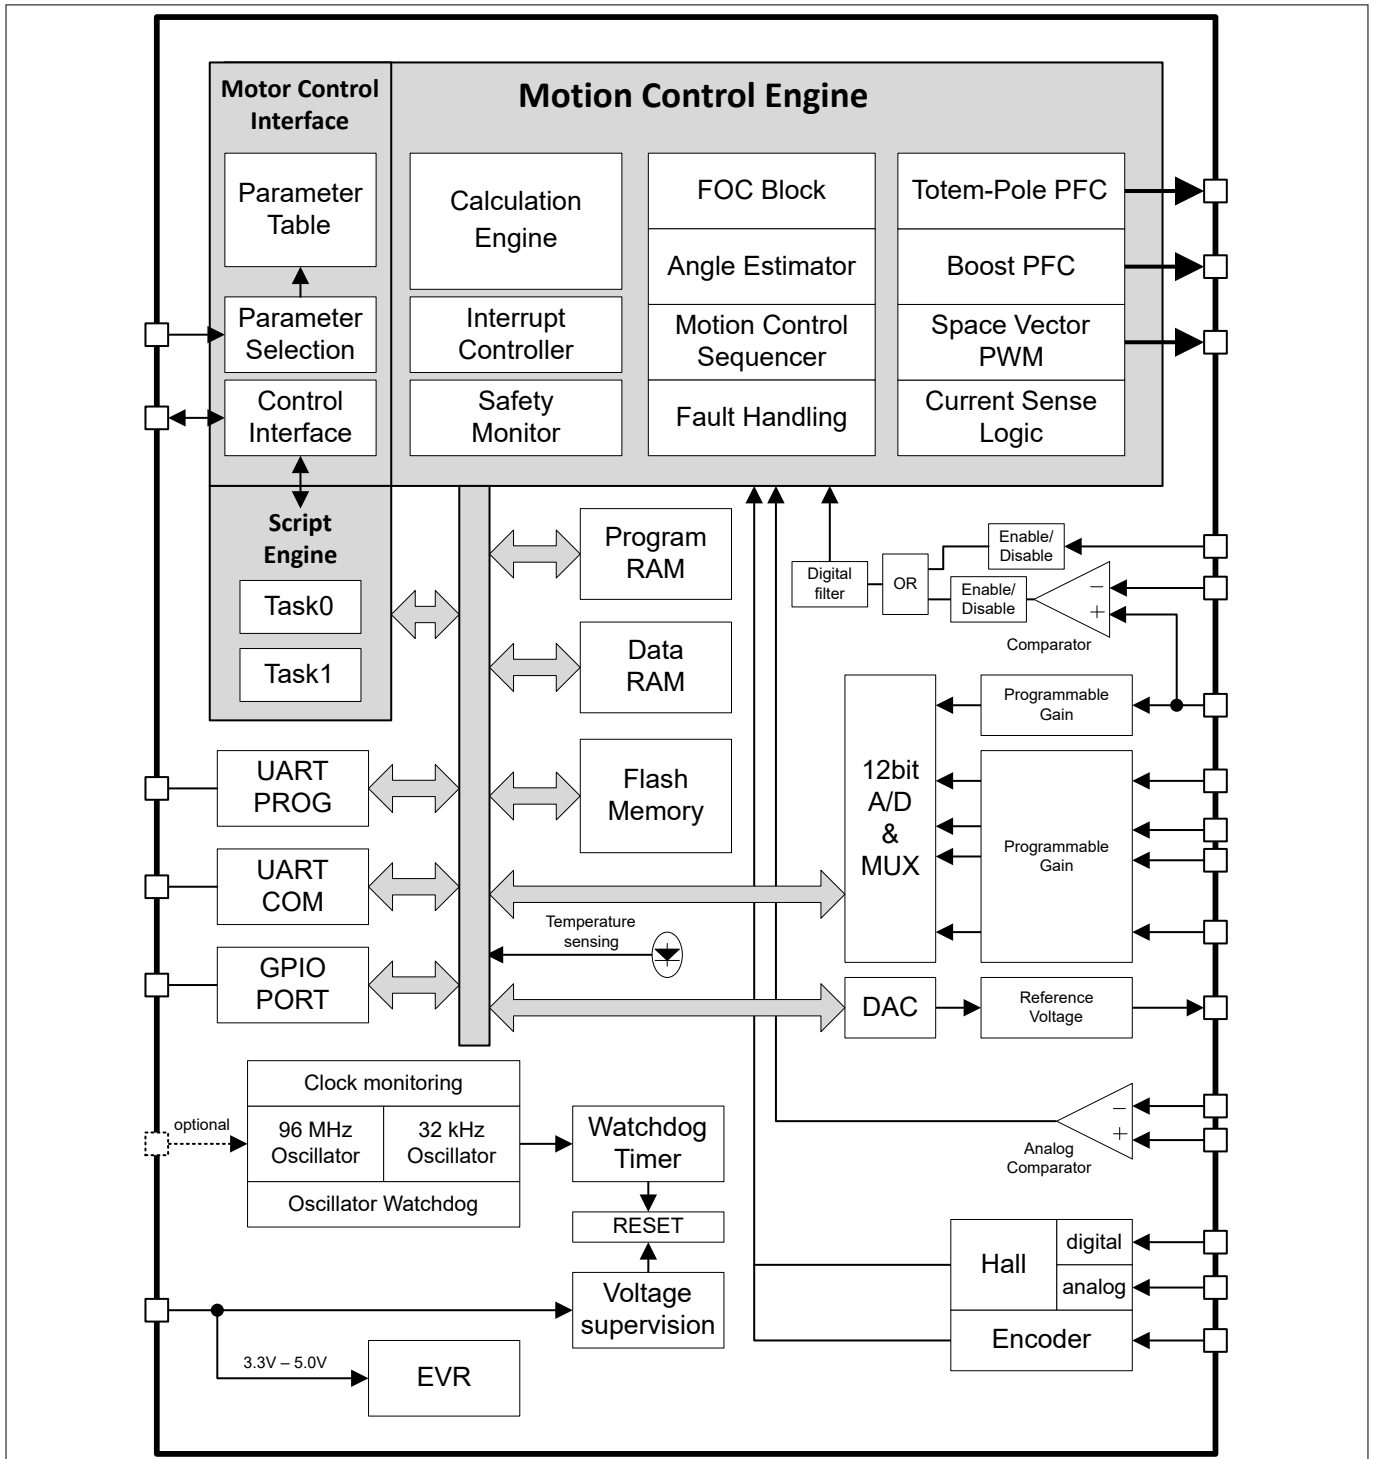 Motor Control
Interface
Motion Control Engine
Parameter
Table
Parameter
Selection
Control
Interface
Calculation
Engine
Interrupt
Controller
Safety
Monitor
FOC Block
Angle Estimator
Motion Control
Sequencer
Fault Handling
Totem-Pole PFC
Boost PFC
Space Vector
PWM
Current Sense
Logic
Script
Engine
Task0
Task1
Program
RAM
Data
RAM
Flash
Memory
Digital
filter
OR
Enable/
Disable
Enable/
Disable
−
+
Comparator
Programmable
Gain
12bit
A/D
&
MUX
Programmable
Gain
UART
PROG
UART
COM
GPIO
PORT
Temperature
sensing
DAC
Reference
Voltage
Clock monitoring
optional
96 MHz
Oscillator
32 kHz
Oscillator
Oscillator Watchdog
Watchdog
Timer
RESET
Voltage
supervision
−
+
Analog
Comparator
Hall
digital
analog
Encoder
3.3V – 5.0V
EVR